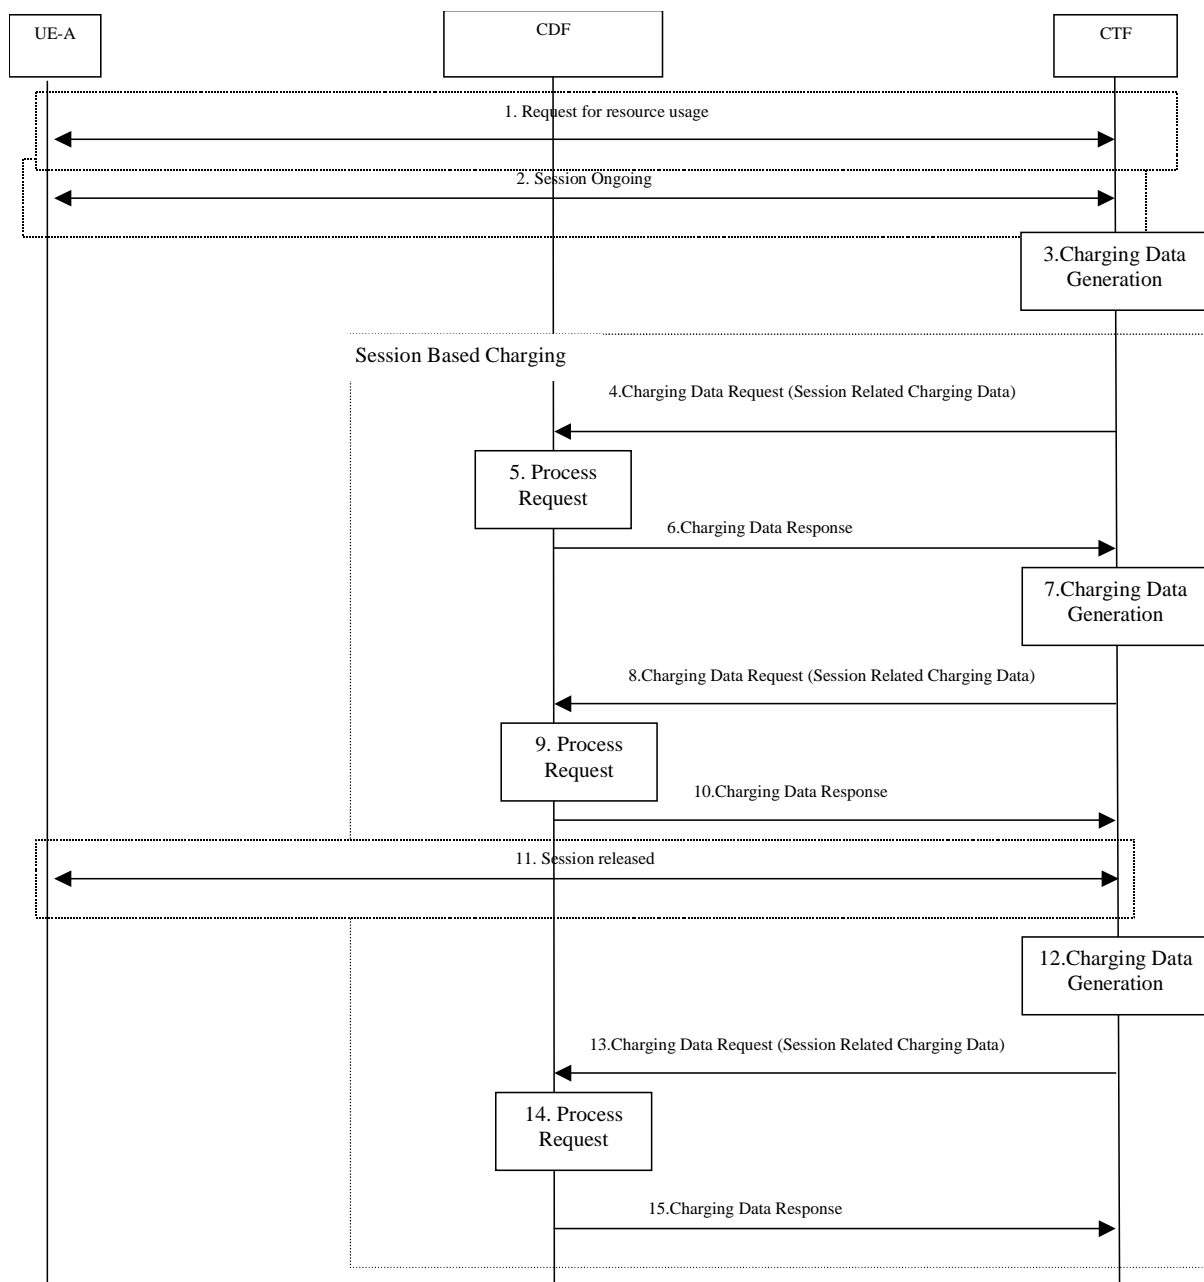 UE-A
CDF
CTF
1. Request for resource usage
2. Session Ongoing
3.Charging Data
Generation
Session Based Charging
4.Charging Data Request (Session Related Charging Data)
5. Process
Request
6.Charging Data Response
7.Charging Data
Generation
8.Charging Data Request (Session Related Charging Data)
9. Process
Request
10.Charging Data Response
11. Session released
12.Charging Data
Generation
13.Charging Data Request (Session Related Charging Data)
14. Process
Request
15.Charging Data Response